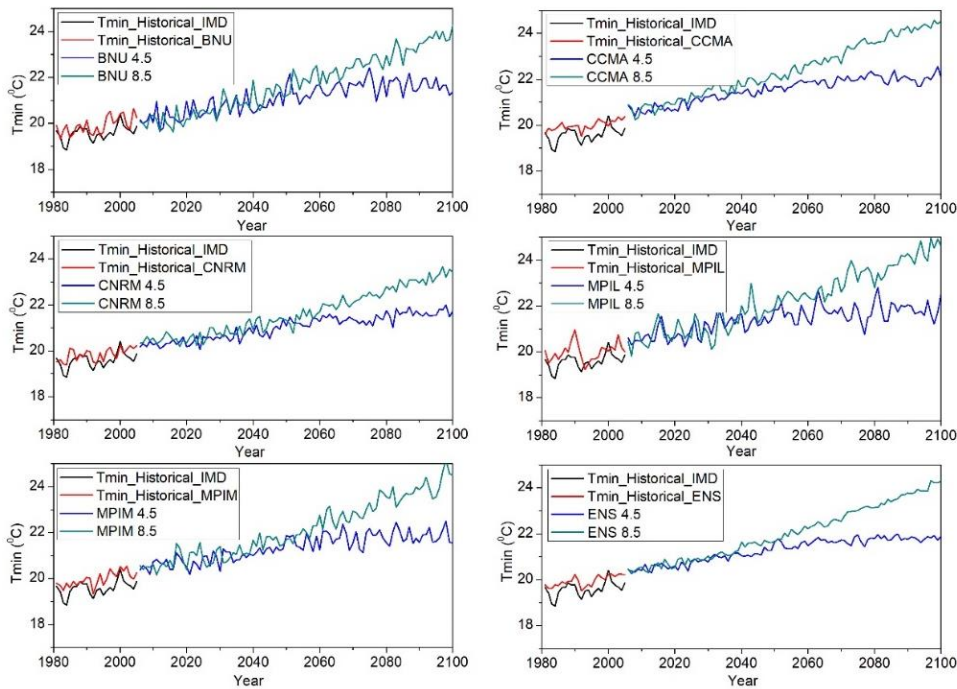 Tmin_Historical_IMD
Tmin_Historical_BNU
BNU 4.5
BNU 8.5
Tmin (⁰C)
24
22
20
18
1980 2000 2020 2040 2060 2080 2100
Year
Tmin_Historical_IMD
Tmin_Historical_CCMA
CCMA 4.5
CCMA 8.5
Tmin (⁰C)
24
22
20
18
1980 2000 2020 2040 2060 2080 2100
Year
Tmin_Historical_IMD
Tmin_Historical_CNRM
CNRM 4.5
CNRM 8.5
Tmin (⁰C)
24
22
20
18
1980 2000 2020 2040 2060 2080 2100
Year
Tmin_Historical_IMD
Tmin_Historical_MPIL
MPIL 4.5
MPIL 8.5
Tmin (⁰C)
24
22
20
18
1980 2000 2020 2040 2060 2080 2100
Year
Tmin_Historical_IMD
Tmin_Historical_MPIM
MPIM 4.5
MPIM 8.5
Tmin (⁰C)
24
22
20
18
1980 2000 2020 2040 2060 2080 2100
Year
Tmin_Historical_IMD
Tmin_Historical_ENS
ENS 4.5
ENS 8.5
Tmin (⁰C)
24
22
20
18
1980 2000 2020 2040 2060 2080 2100
Year